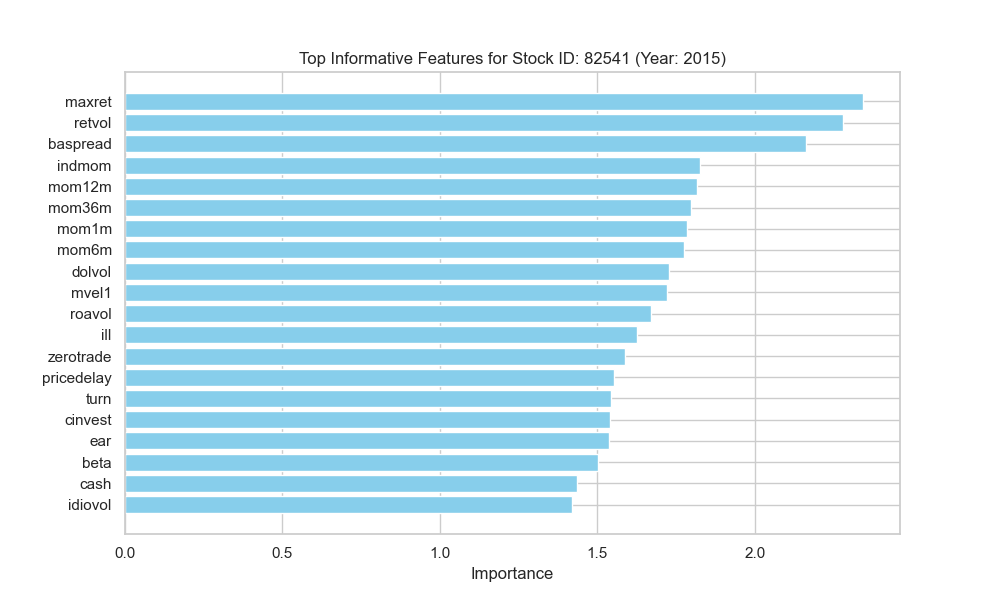 Top Informative Features for Stock ID: 82541 (Year: 2015)
maxret
retvol
baspread
indmom
mom12m
mom36m
mom1m
mom6m
dolvol
mvel1
roavol
ill
zerotrade
pricedelay
turn
cinvest
ear
beta
cash
idiovol
0.0 0.5 1.0 1.5 2.0
Importance